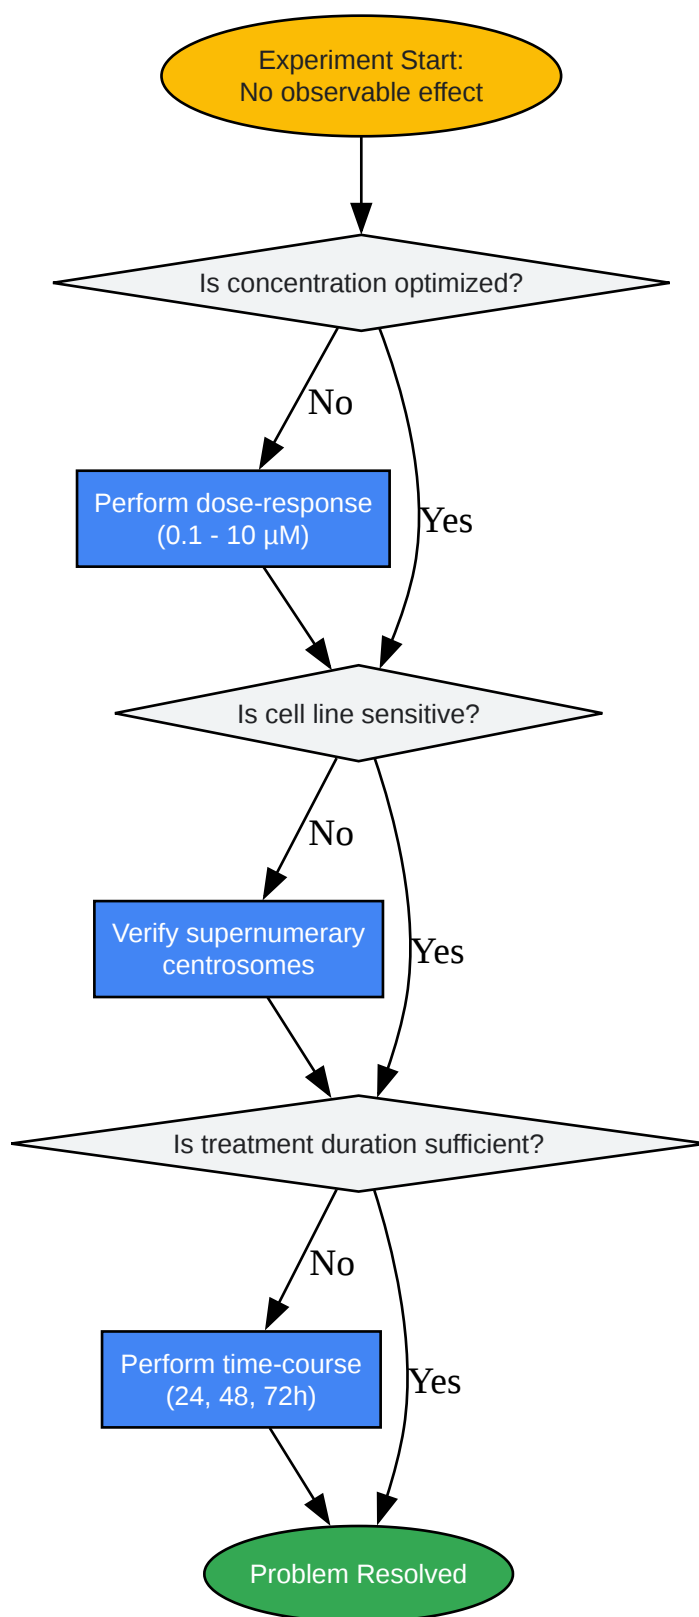 Experiment Start:
No observable effect
Is concentration optimized?
No
Perform dose-response
(0.1 - 10 µM)
Yes
Is cell line sensitive?
No
Verify supernumerary
centrosomes
Yes
Is treatment duration sufficient?
No
Perform time-course
(24, 48, 72h)
Yes
Problem Resolved